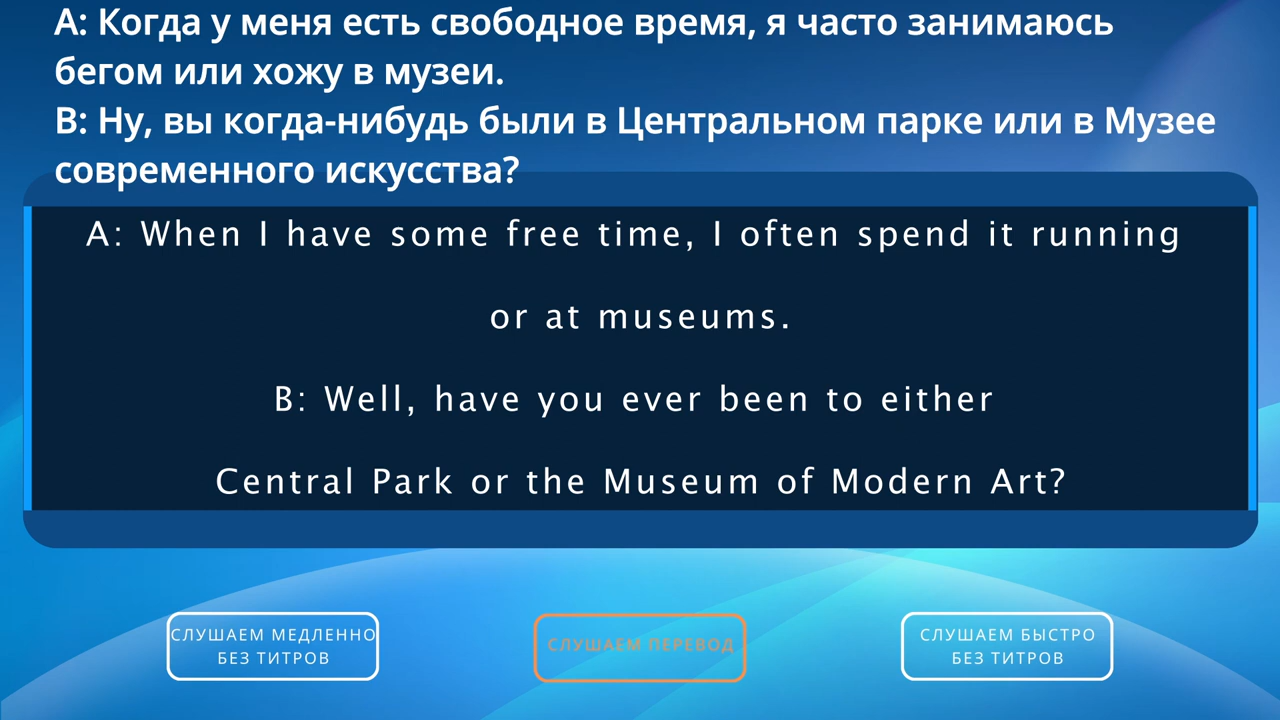 А: Когда у меня есть свободное время, я часто занимаюсь
бегом или хожу в музеи.
В: Ну, вы когда-нибудь были в Центральном парке или в Музее
современного искусства?
A: When I have some free time, I often spend it running
or at museums.
B: Well, have you ever been to either
Central Park or the Museum of Modern Art?
СЛУШАЕМ МЕДЛЕННО
БЕЗ ТИТРОВ
СЛУШАЕМ ПЕРЕВОД
СЛУШАЕМ БЫСТРО
БЕЗ ТИТРОВ